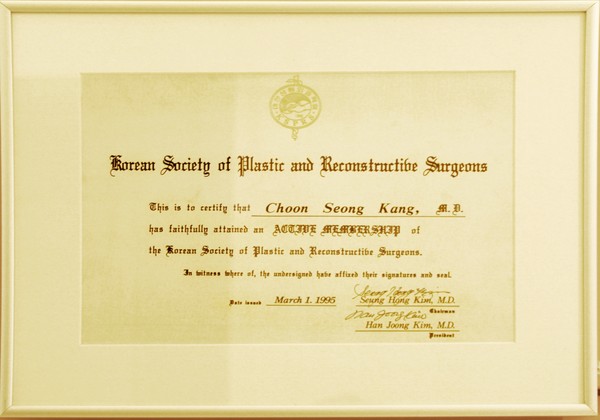 Korean Society of Plastic and Reconstructive Surgeons
This is to certify that Choon Seong Kang, M.D.
has faithfully attained an ACTIVE MEMBERSHIP of
the Korean Society of Plastic and Reconstructive Surgeons.
In witness where of, the undersigned have affixed their signatures and seal.
Date issued March 1. 1995
Seung Hong Kim, M.D.
Chairman
Han Joong Kim, M.D.
President